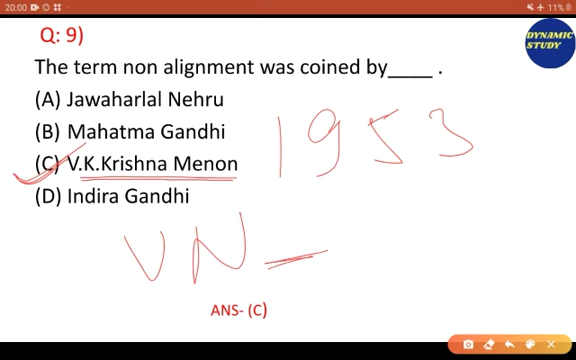 20:00
11%
DYNAMIC
STUDY
Q: 9)
The term non alignment was coined by____ .
(A) Jawaharlal Nehru
(B) Mahatma Gandhi
(C) V.K.Krishna Menon
(D) Indira Gandhi
1953
UN
ANS- (C)